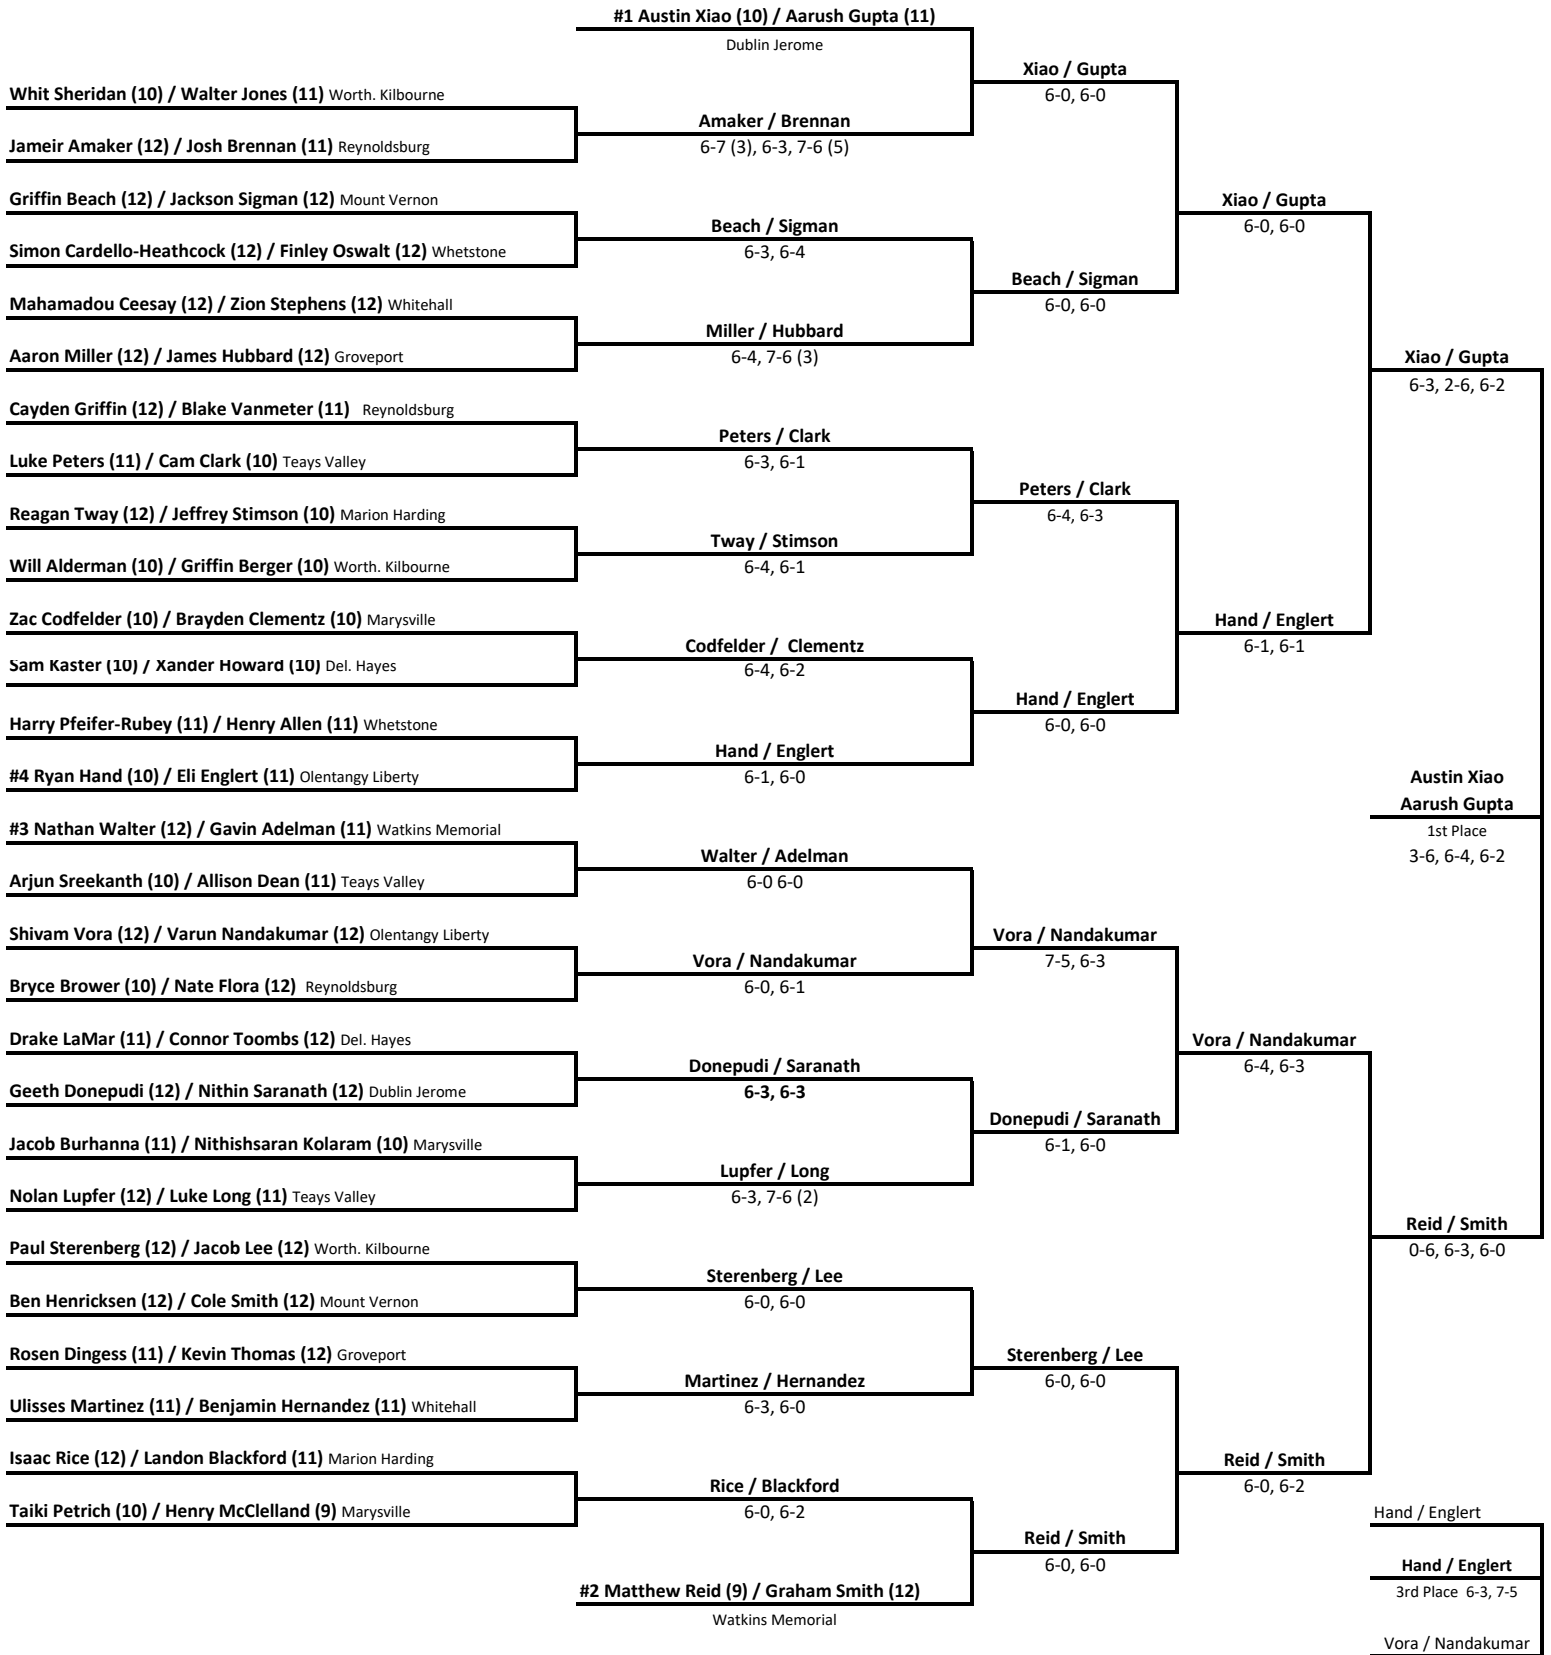 #1 Austin Xiao (10) / Aarush Gupta (11)
Dublin Jerome
Whit Sheridan (10) / Walter Jones (11) Worth. Kilbourne
Jameir Amaker (12) / Josh Brennan (11) Reynoldsburg
Griffin Beach (12) / Jackson Sigman (12) Mount Vernon
Simon Cardello-Heathcock (12) / Finley Oswalt (12) Whetstone
Mahamadou Ceesay (12) / Zion Stephens (12) Whitehall
Aaron Miller (12) / James Hubbard (12) Groveport
Cayden Griffin (12) / Blake Vanmeter (11) Reynoldsburg
Luke Peters (11) / Cam Clark (10) Teays Valley
Reagan Tway (12) / Jeffrey Stimson (10) Marion Harding
Will Alderman (10) / Griffin Berger (10) Worth. Kilbourne
Zac Codfelder (10) / Brayden Clementz (10) Marysville
Sam Kaster (10) / Xander Howard (10) Del. Hayes
Harry Pfeifer-Rubey (11) / Henry Allen (11) Whetstone
#4 Ryan Hand (10) / Eli Englert (11) Olentangy Liberty
#3 Nathan Walter (12) / Gavin Adelman (11) Watkins Memorial
Arjun Sreekanth (10) / Allison Dean (11) Teays Valley
Shivam Vora (12) / Varun Nandakumar (12) Olentangy Liberty
Bryce Brower (10) / Nate Flora (12) Reynoldsburg
Drake LaMar (11) / Connor Toombs (12) Del. Hayes
Geeth Donepudi (12) / Nithin Saranath (12) Dublin Jerome
Jacob Burhanna (11) / Nithishsaran Kolaram (10) Marysville
Nolan Lupfer (12) / Luke Long (11) Teays Valley
Paul Sterenberg (12) / Jacob Lee (12) Worth. Kilbourne
Ben Henricksen (12) / Cole Smith (12) Mount Vernon
Rosen Dingess (11) / Kevin Thomas (12) Groveport
Ulisses Martinez (11) / Benjamin Hernandez (11) Whitehall
Isaac Rice (12) / Landon Blackford (11) Marion Harding
Taiki Petrich (10) / Henry McClelland (9) Marysville
#2 Matthew Reid (9) / Graham Smith (12)
Watkins Memorial
Amaker / Brennan
6-7 (3), 6-3, 7-6 (5)
Beach / Sigman
6-3, 6-4
Miller / Hubbard
6-4, 7-6 (3)
Peters / Clark
6-3, 6-1
Tway / Stimson
6-4, 6-1
Codfelder / Clementz
6-4, 6-2
Hand / Englert
6-1, 6-0
Walter / Adelman
6-0 6-0
Vora / Nandakumar
6-0, 6-1
Donepudi / Saranath
6-3, 6-3
Lupfer / Long
6-3, 7-6 (2)
Sterenberg / Lee
6-0, 6-0
Martinez / Hernandez
6-3, 6-0
Rice / Blackford
6-0, 6-2
Xiao / Gupta
6-0, 6-0
Beach / Sigman
6-0, 6-0
Peters / Clark
6-4, 6-3
Hand / Englert
6-0, 6-0
Vora / Nandakumar
7-5, 6-3
Donepudi / Saranath
6-1, 6-0
Sterenberg / Lee
6-0, 6-0
Reid / Smith
6-0, 6-0
Xiao / Gupta
6-0, 6-0
Hand / Englert
6-1, 6-1
Vora / Nandakumar
6-4, 6-3
Reid / Smith
6-0, 6-2
Xiao / Gupta
6-3, 2-6, 6-2
Reid / Smith
0-6, 6-3, 6-0
Austin Xiao
Aarush Gupta
1st Place
3-6, 6-4, 6-2
Hand / Englert
Hand / Englert
3rd Place 6-3, 7-5
Vora / Nandakumar